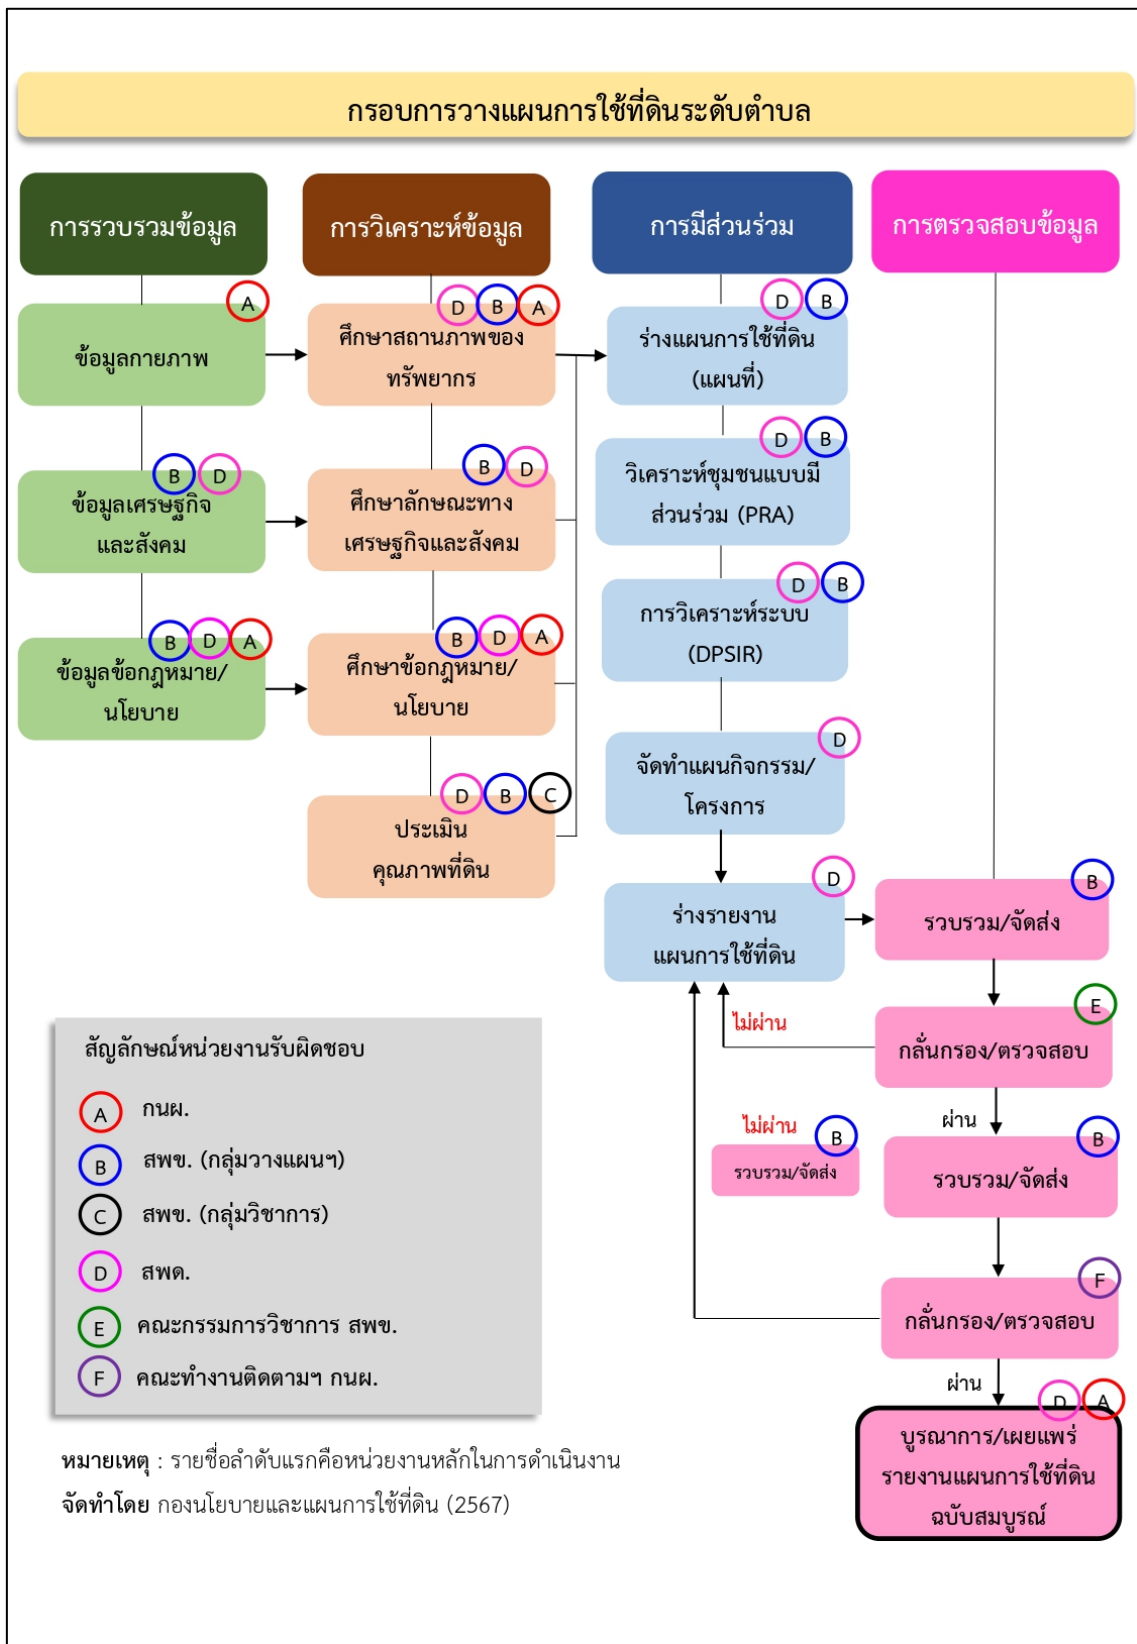 กรอบการวางแผนการใช้ที่ดินระดับตำบล
การรวบรวมข้อมูล
A
ข้อมูลกายภาพ
B D
ข้อมูลเศรษฐกิจ
และสังคม
B D A
ข้อมูลข้อกฎหมาย/
นโยบาย
การวิเคราะห์ข้อมูล
D B A
ศึกษาสถานภาพของ
ทรัพยากร
B D
ศึกษาลักษณะทาง
เศรษฐกิจและสังคม
B D A
ศึกษาข้อกฎหมาย/
นโยบาย
D B C
ประเมิน
คุณภาพที่ดิน
การมีส่วนร่วม
D B
ร่างแผนการใช้ที่ดิน
(แผนที่)
D B
วิเคราะห์ชุมชนแบบมี
ส่วนร่วม (PRA)
D B
การวิเคราะห์ระบบ
(DPSIR)
D
จัดทำแผนกิจกรรม/
โครงการ
D
ร่างรายงาน
แผนการใช้ที่ดิน
การตรวจสอบข้อมูล
B
รวบรวม/จัดส่ง
E
กลั่นกรอง/ตรวจสอบ
ไม่ผ่าน
ผ่าน
B
รวบรวม/จัดส่ง
ไม่ผ่าน
B
รวบรวม/จัดส่ง
F
กลั่นกรอง/ตรวจสอบ
ผ่าน
D A
บูรณาการ/เผยแพร่
รายงานแผนการใช้ที่ดิน
ฉบับสมบูรณ์
สัญลักษณ์หน่วยงานรับผิดชอบ
A กนผ.
B สพข. (กลุ่มวางแผนฯ)
C สพข. (กลุ่มวิชาการ)
D สพด.
E คณะกรรมการวิชาการ สพข.
F คณะทำงานติดตามฯ กนผ.
หมายเหตุ : รายชื่อลำดับแรกคือหน่วยงานหลักในการดำเนินงาน
จัดทำโดย กองนโยบายและแผนการใช้ที่ดิน (2567)